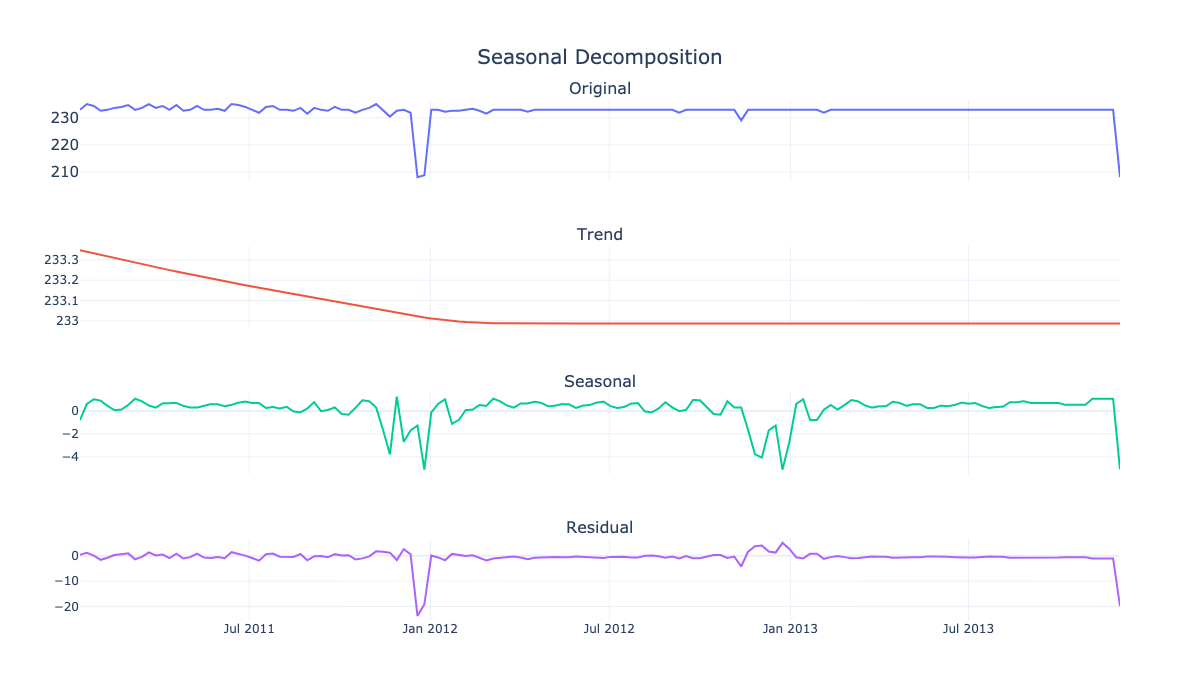 Seasonal Decomposition
Original
230
220
210
Trend
233.3
233.2
233.1
233
Seasonal
0
−2
−4
Residual
0
−10
−20
Jul 2011 Jan 2012 Jul 2012 Jan 2013 Jul 2013